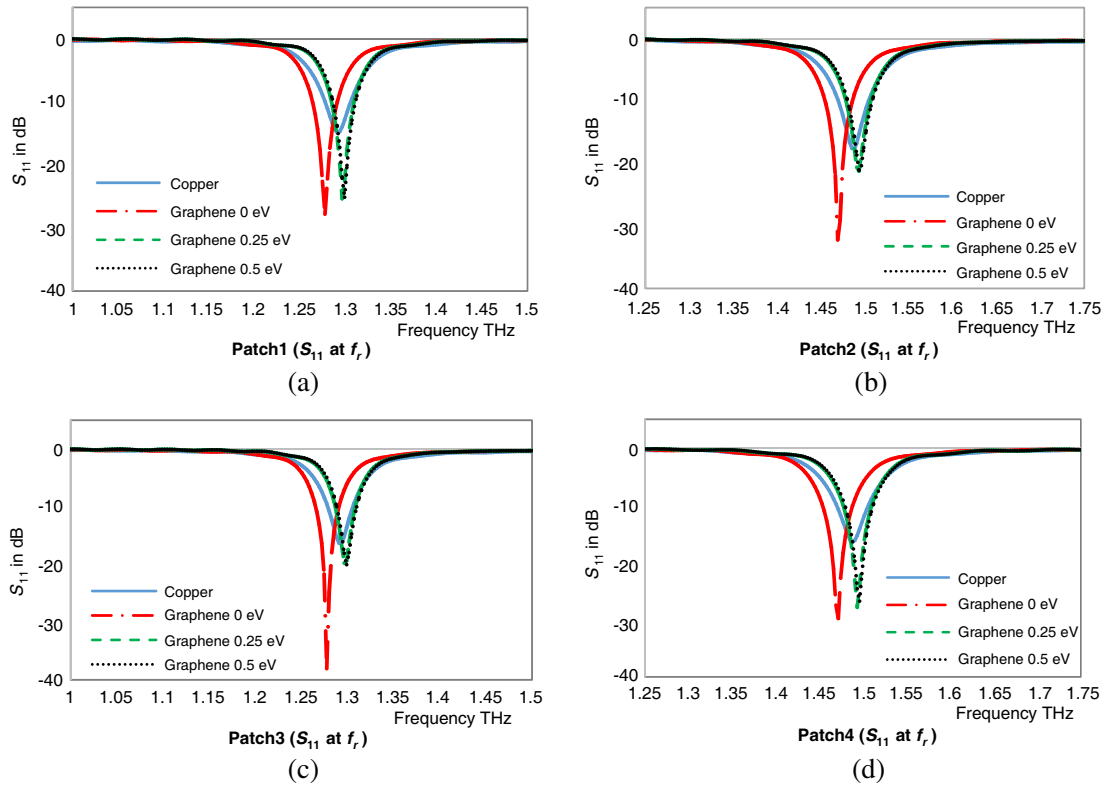 0
-10
-20
-30
-40
S11 in dB
Copper
Graphene 0 eV
Graphene 0.25 eV
Graphene 0.5 eV
1 1.05 1.1 1.15 1.2 1.25 1.3 1.35 1.4 1.45 1.5
Frequency THz
Patch1 (S11 at fr)
(a)
0
-10
-20
-30
-40
S11 in dB
Copper
Graphene 0 eV
Graphene 0.25 eV
Graphene 0.5 eV
1.25 1.3 1.35 1.4 1.45 1.5 1.55 1.6 1.65 1.7 1.75
Frequency THz
Patch2 (S11 at fr)
(b)
0
-10
-20
-30
-40
S11 in dB
Copper
Graphene 0 eV
Graphene 0.25 eV
Graphene 0.5 eV
1 1.05 1.1 1.15 1.2 1.25 1.3 1.35 1.4 1.45 1.5
Frequency THz
Patch3 (S11 at fr)
(c)
0
-10
-20
-30
-40
S11 in dB
Copper
Graphene 0 eV
Graphene 0.25 eV
Graphene 0.5 eV
1.25 1.3 1.35 1.4 1.45 1.5 1.55 1.6 1.65 1.7 1.75
Frequency THz
Patch4 (S11 at fr)
(d)